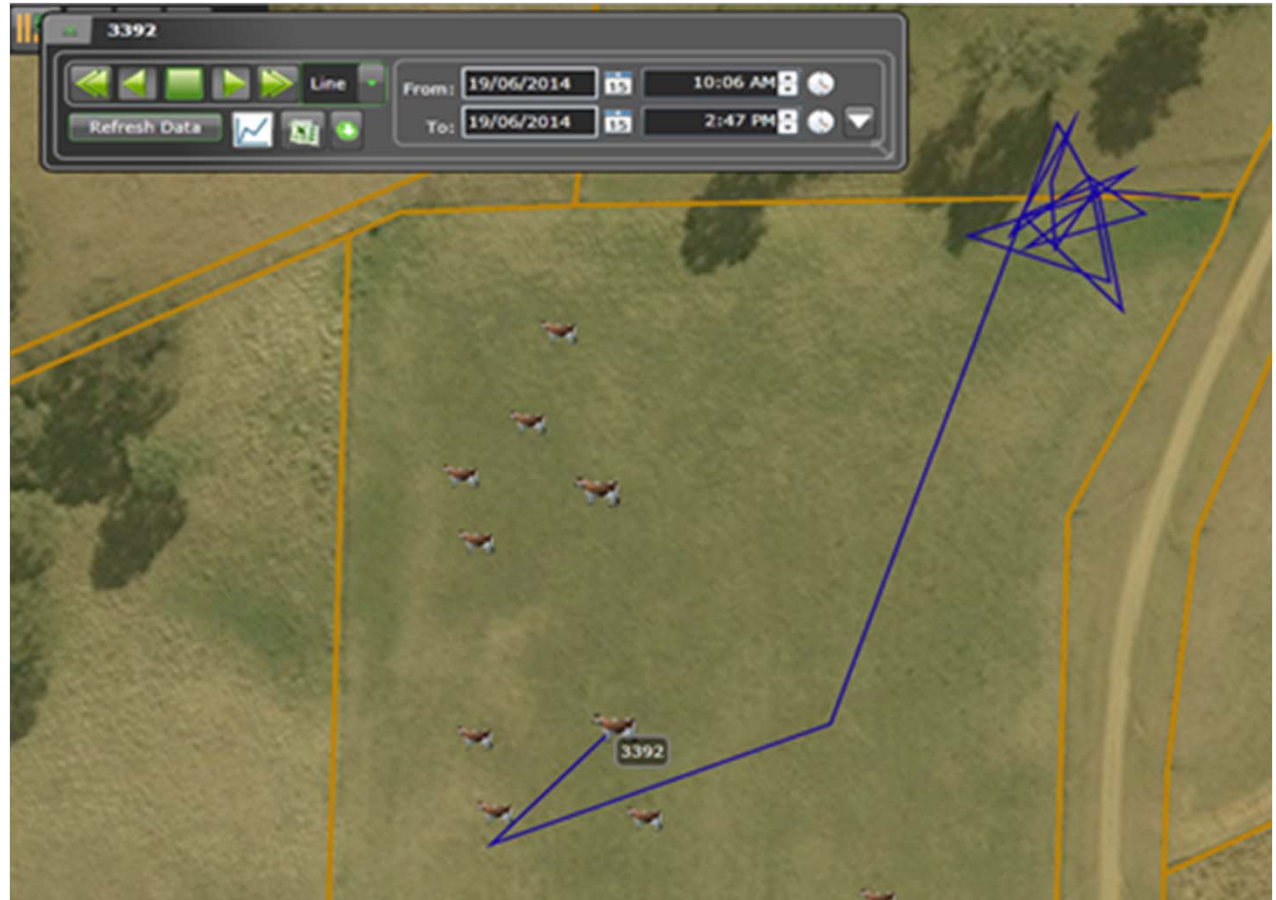 3392
Line
From: 19/06/2014 15 10:06 AM
Refresh Data
To: 19/06/2014 15 2:47 PM
3392